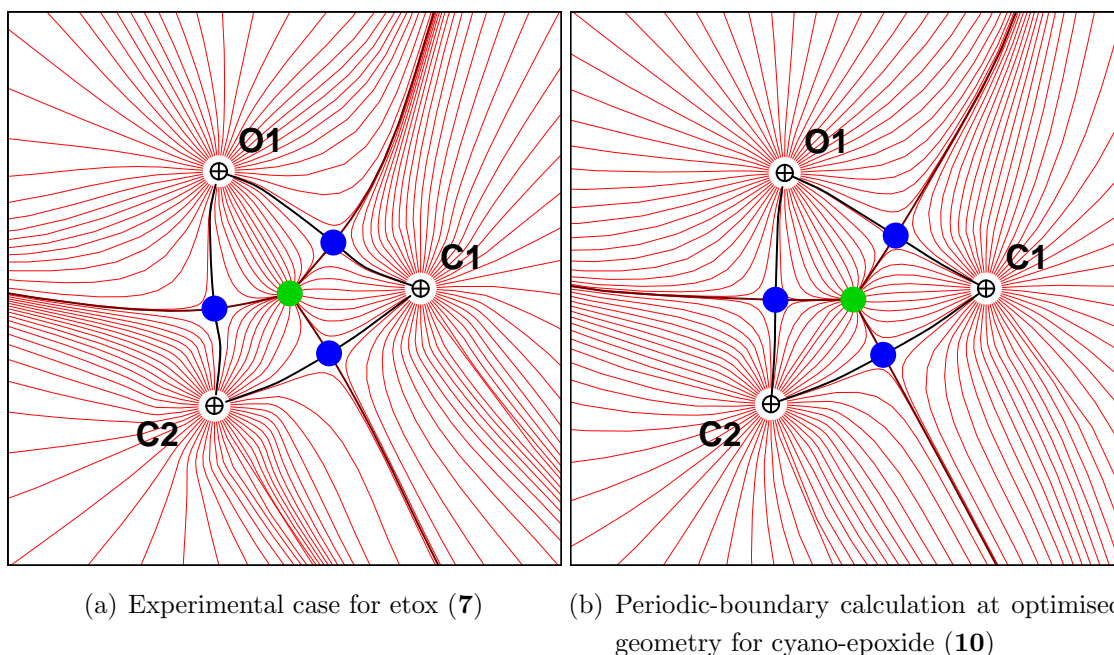 O1
C1
C2
O1
C1
C2
(a) Experimental case for etox (7)
(b) Periodic-boundary calculation at optimised
geometry for cyano-epoxide (10)